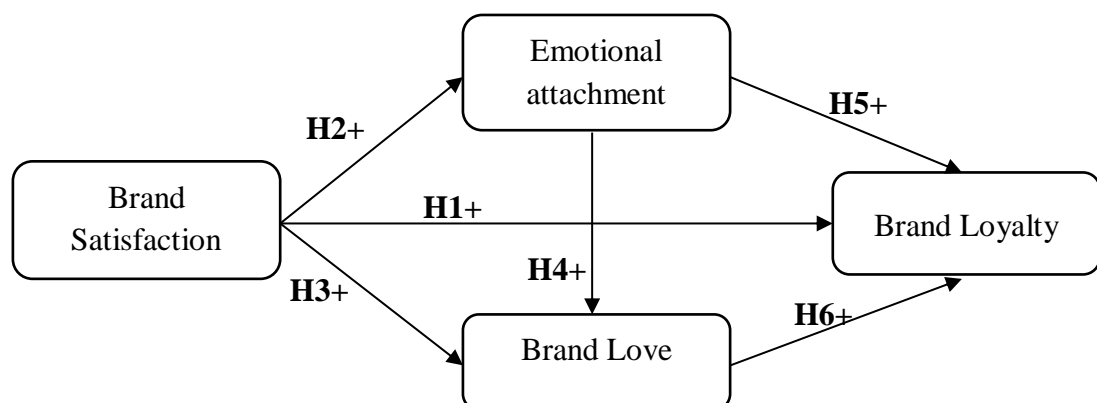 Emotional
attachment
H2+
H5+
Brand
Satisfaction
H1+
Brand Loyalty
H3+
H4+
H6+
Brand Love